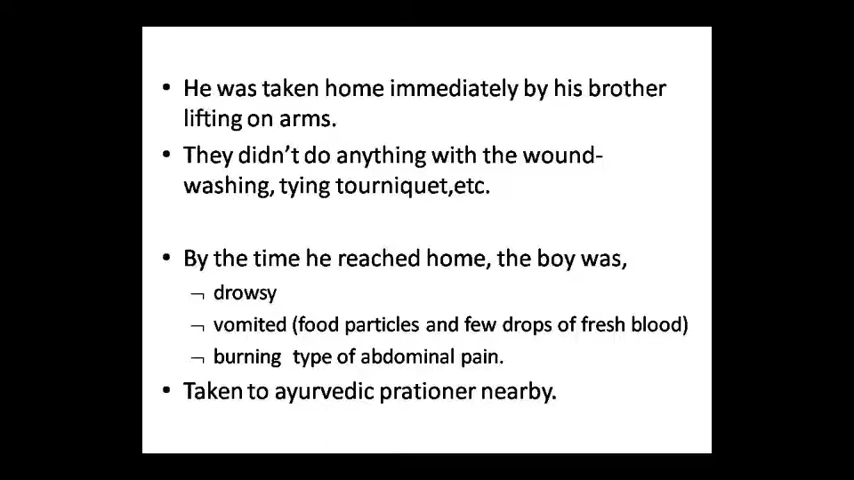 • He was taken home immediately by his brother
lifting on arms.
• They didn't do anything with the wound-
washing, tying tourniquet,etc.
• By the time he reached home, the boy was,
¬ drowsy
¬ vomited (food particles and few drops of fresh blood)
¬ burning type of abdominal pain.
• Taken to ayurvedic prationer nearby.